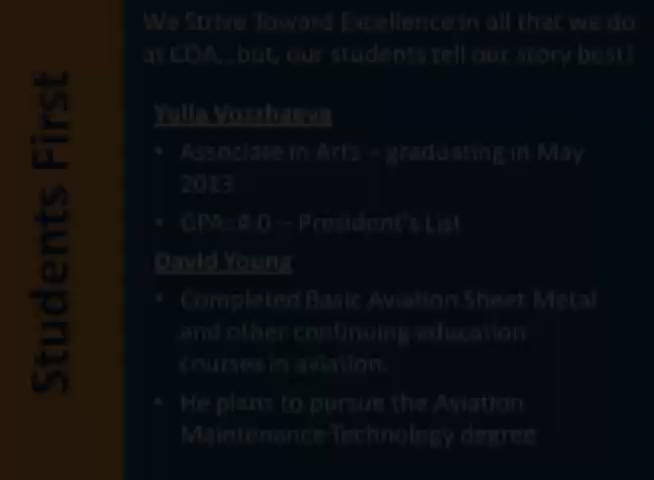 Students First
We Strive Toward Excellence in all that we do
at COA...but, our students tell our story best!
Yulia
• Associate in Arts – graduating in May
2013
• GPA: 4.0 – President's List
David Young
• Completed Basic Aviation Sheet Metal
and other continuing education
courses in aviation.
• He plans to pursue the Aviation
Maintenance Technology degree